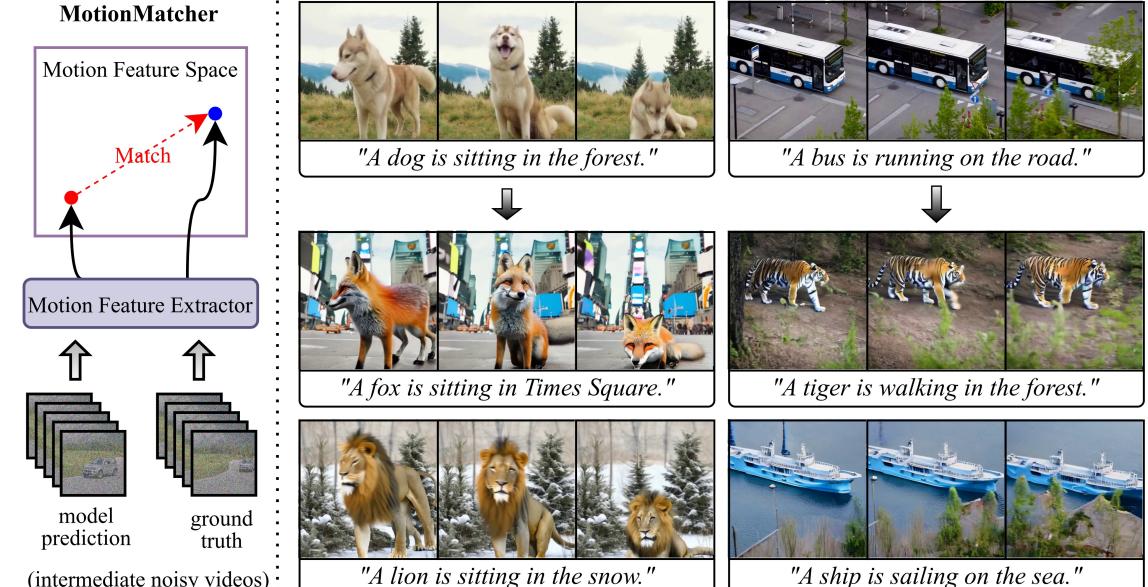 MotionMatcher
Motion Feature Space
Match
Motion Feature Extractor
model
prediction
ground
truth
(intermediate noisy videos)
"A dog is sitting in the forest."
"A bus is running on the road."
"A fox is sitting in Times Square."
"A tiger is walking in the forest."
"A lion is sitting in the snow."
"A ship is sailing on the sea."